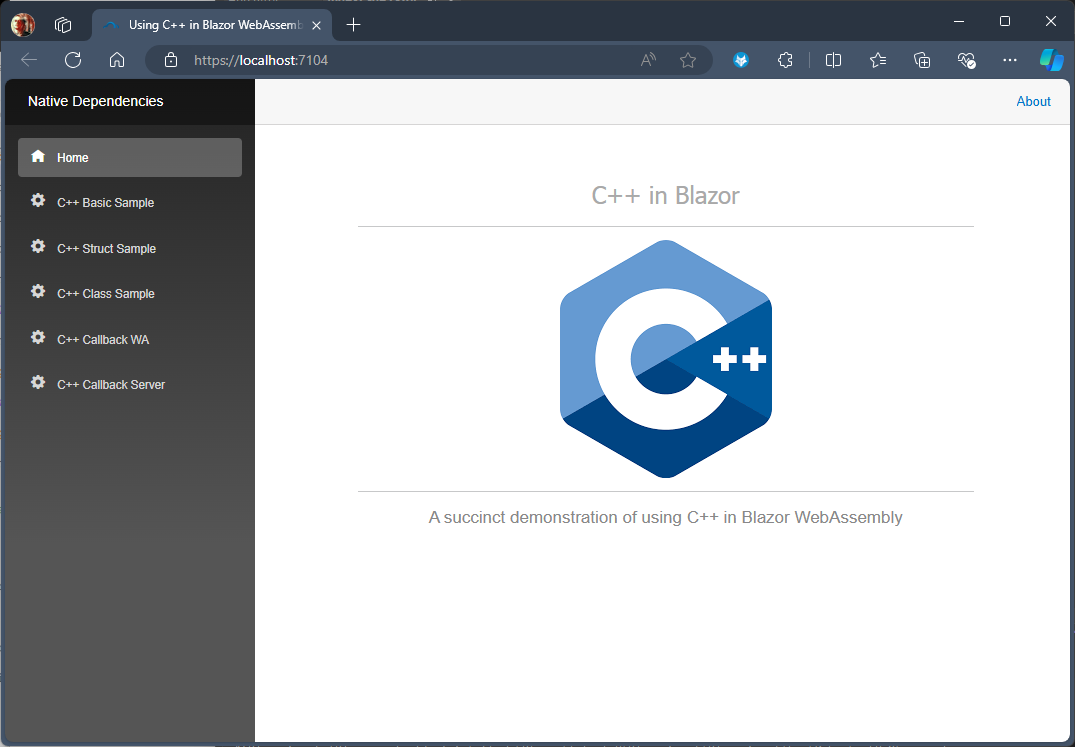 Using C++ in Blazor WebAssemb
https://localhost:7104
Native Dependencies
About
Home
C++ Basic Sample
C++ Struct Sample
C++ Class Sample
C++ Callback WA
C++ Callback Server
C++ in Blazor
C++
A succinct demonstration of using C++ in Blazor WebAssembly